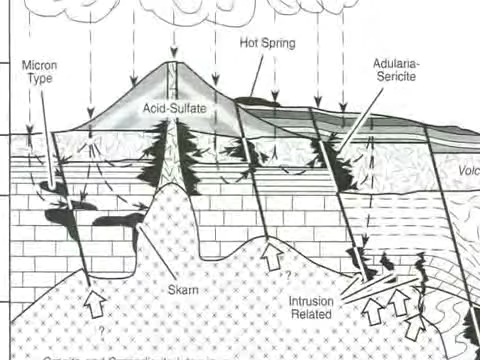 Hot Spring
Micron
Type
Adularia-
Sericite
Acid-Sulfate
Volc
?
Skarn
Intrusion
Related
?